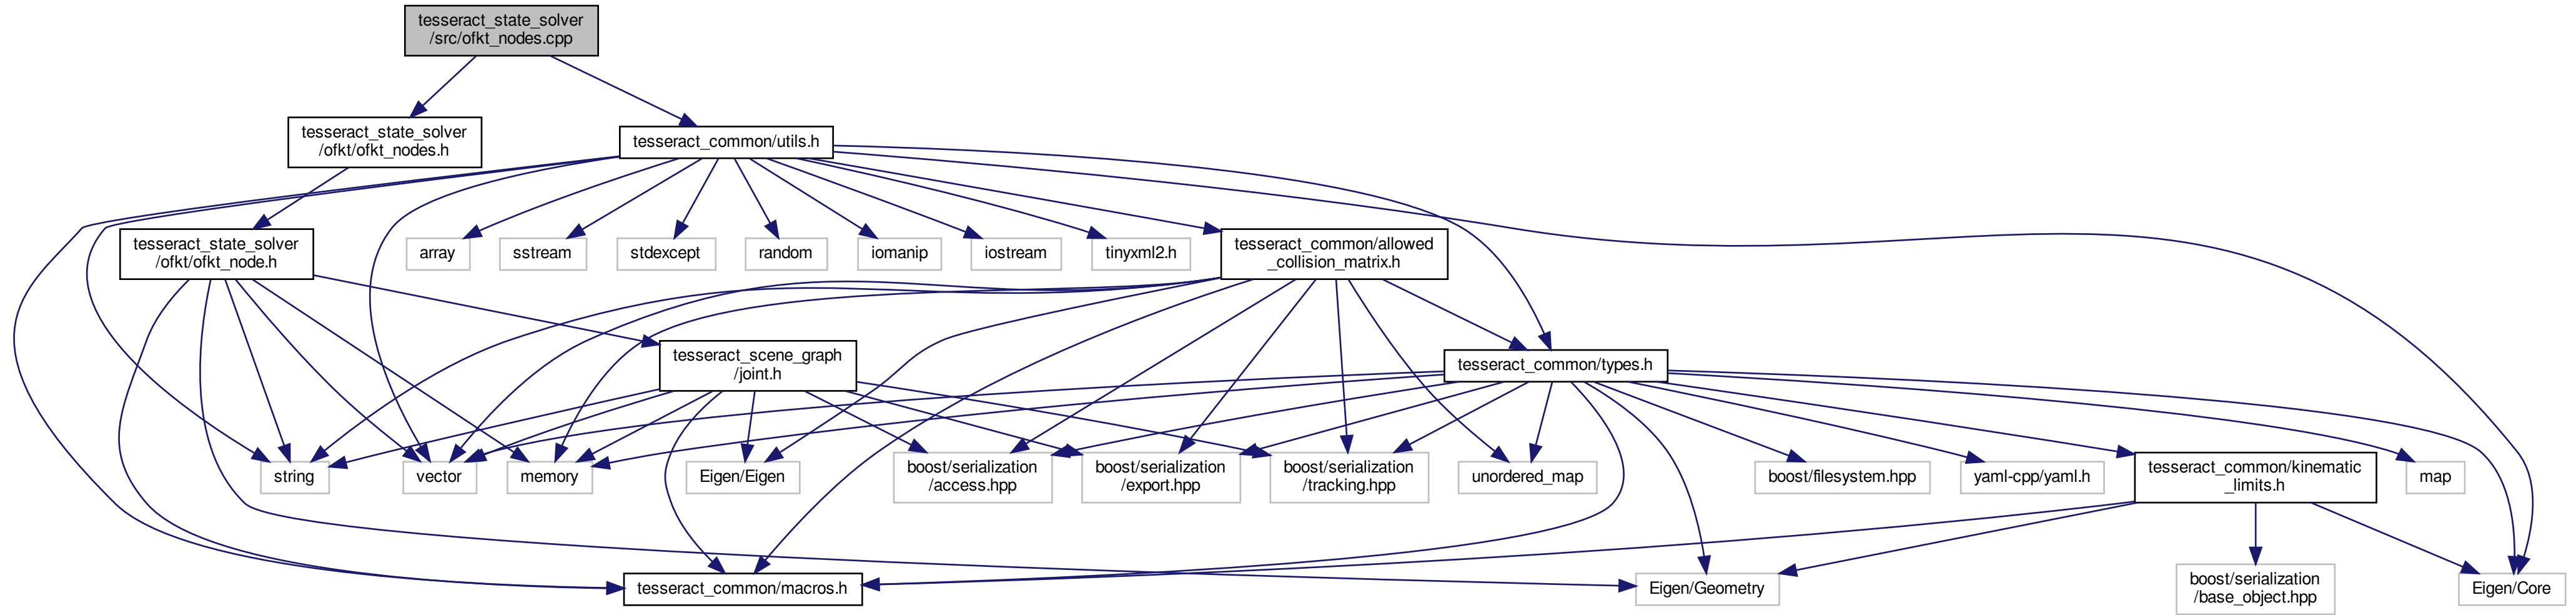 tesseract_state_solver
/src/ofkt_nodes.cpp
tesseract_state_solver
/ofkt/ofkt_nodes.h
tesseract_common/utils.h
tesseract_state_solver
/ofkt/ofkt_node.h
array
sstream
stdexcept
random
iomanip
iostream
tinyxml2.h
tesseract_common/allowed
_collision_matrix.h
tesseract_scene_graph
/joint.h
tesseract_common/types.h
string
vector
memory
Eigen/Eigen
boost/serialization
/access.hpp
boost/serialization
/export.hpp
boost/serialization
/tracking.hpp
unordered_map
boost/filesystem.hpp
yaml-cpp/yaml.h
tesseract_common/kinematic
_limits.h
map
tesseract_common/macros.h
Eigen/Geometry
boost/serialization
/base_object.hpp
Eigen/Core